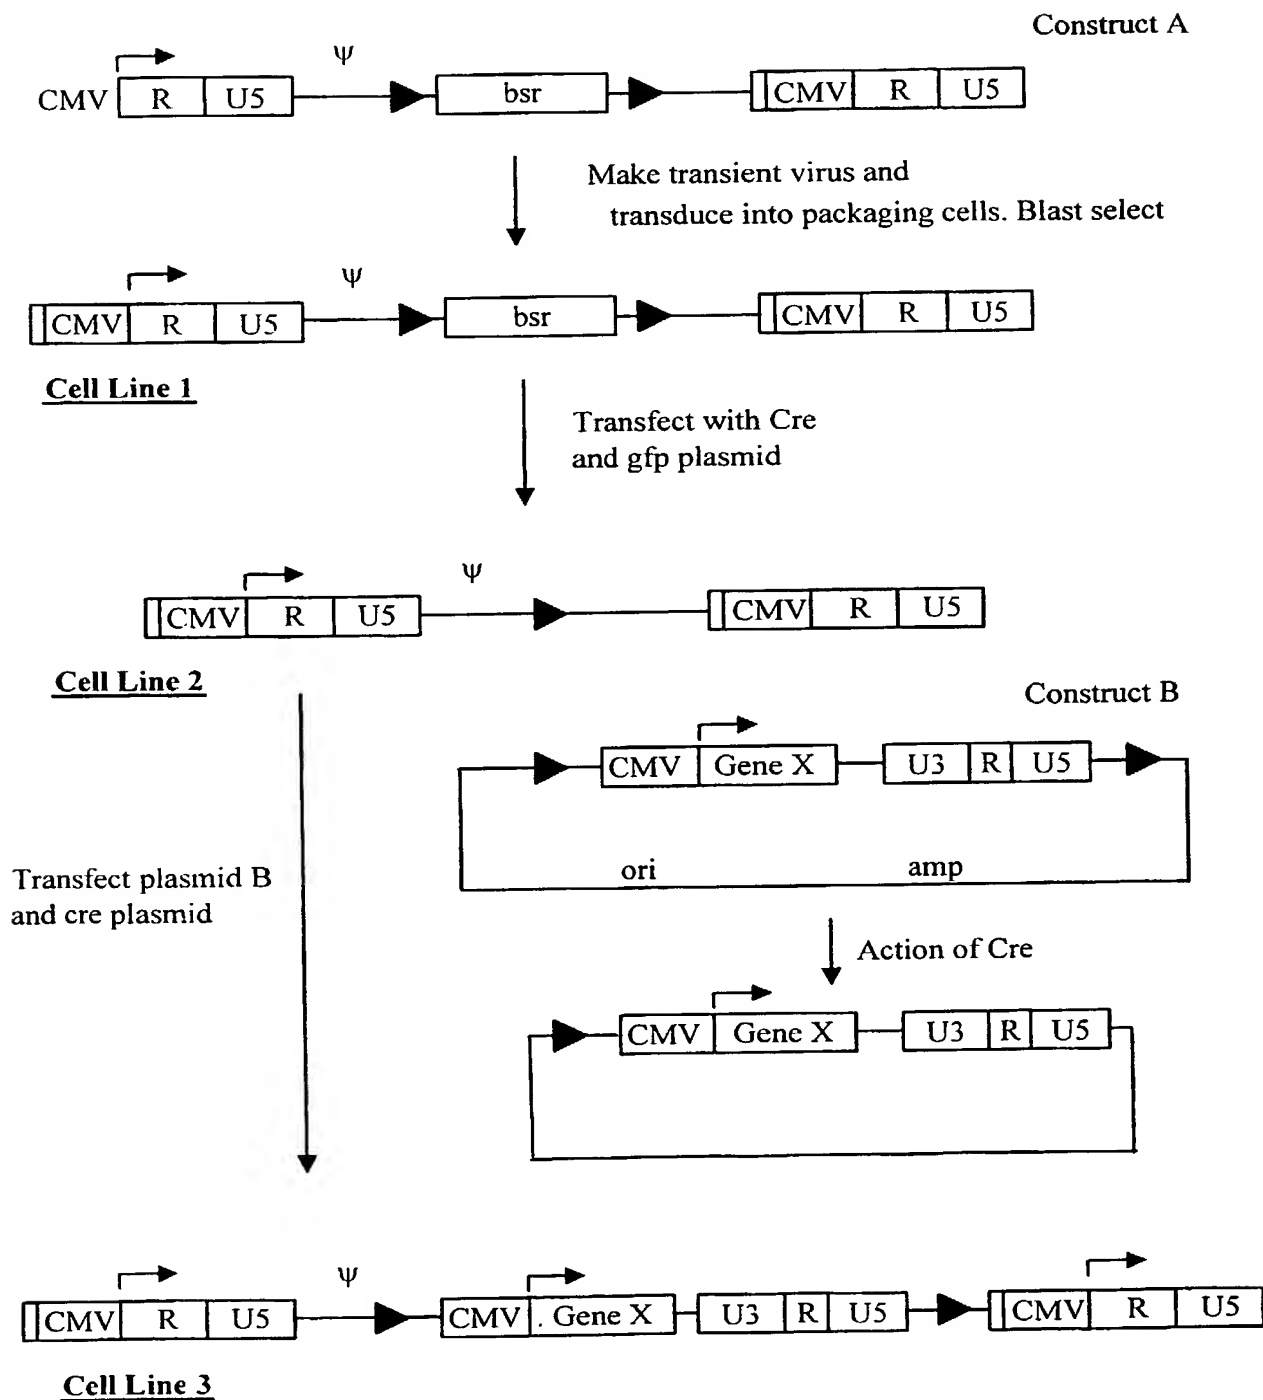 Construct A
ψ
CMV R U5 bsr CMV R U5
Make transient virus and
transduce into packaging cells. Blast select
ψ
CMV R U5 bsr CMV R U5
Cell Line 1
Transfect with Cre
and gfp plasmid
ψ
CMV R U5 CMV R U5
Cell Line 2
Construct B
CMV Gene X U3 R U5
ori amp
Transfect plasmid B
and cre plasmid
Action of Cre
CMV Gene X U3 R U5
ψ
CMV R U5 CMV . Gene X U3 R U5 CMV R U5
Cell Line 3